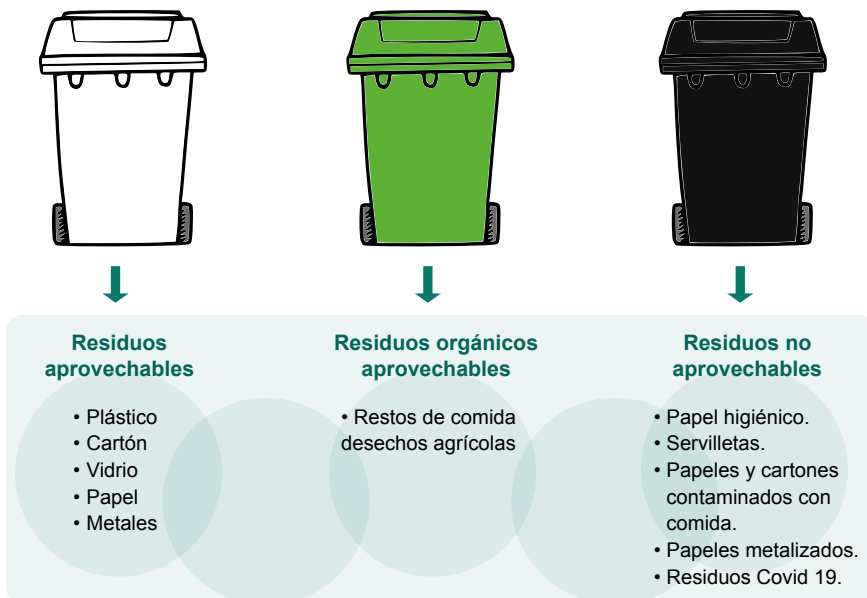 Residuos
aprovechables
• Plástico
• Cartón
• Vidrio
• Papel
• Metales
Residuos orgánicos
aprovechables
• Restos de comida
desechos agrícolas
Residuos no
aprovechables
• Papel higiénico.
• Servilletas.
• Papeles y cartones
contaminados con
comida.
• Papeles metalizados.
• Residuos Covid 19.